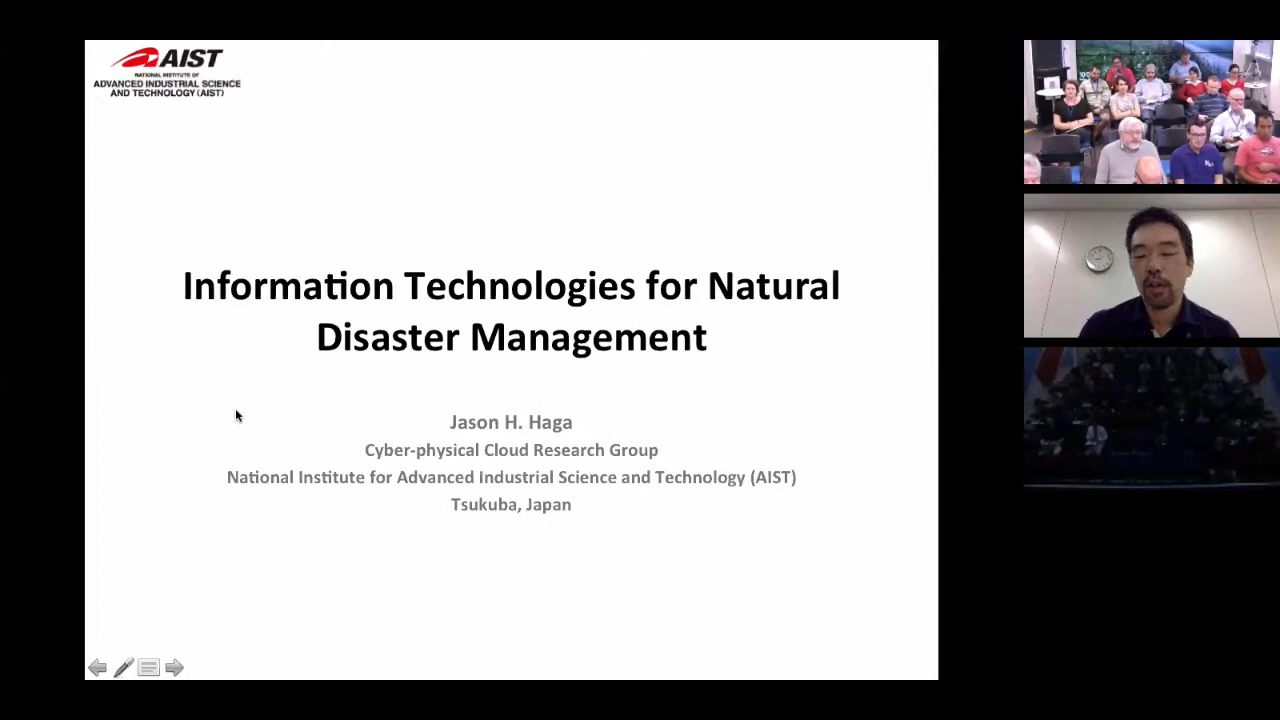 AIST
NATIONAL INSTITUTE OF
ADVANCED INDUSTRIAL SCIENCE
AND TECHNOLOGY (AIST)
Information Technologies for Natural
Disaster Management
Jason H. Haga
Cyber-physical Cloud Research Group
National Institute for Advanced Industrial Science and Technology (AIST)
Tsukuba, Japan